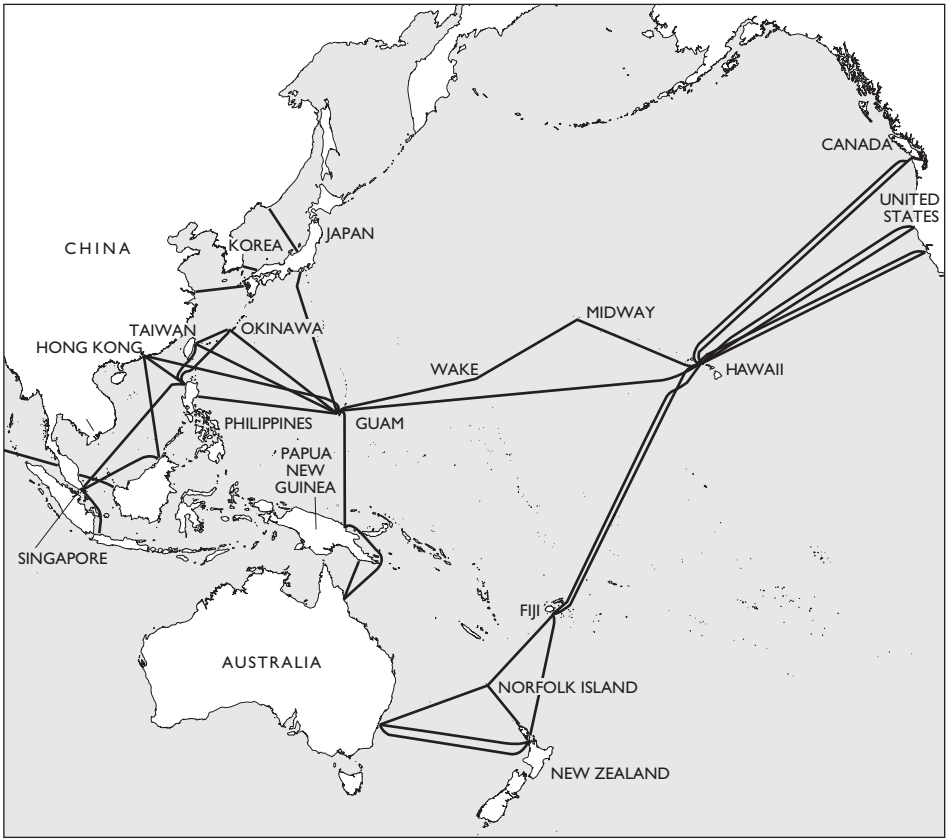 CANADA
UNITED
STATES
CHINA
KOREA
JAPAN
MIDWAY
TAIWAN
OKINAWA
HONG KONG
WAKE
HAWAII
PHILIPPINES
GUAM
PAPUA
NEW
GUINEA
SINGAPORE
FIJI
AUSTRALIA
NORFOLK ISLAND
NEW ZEALAND